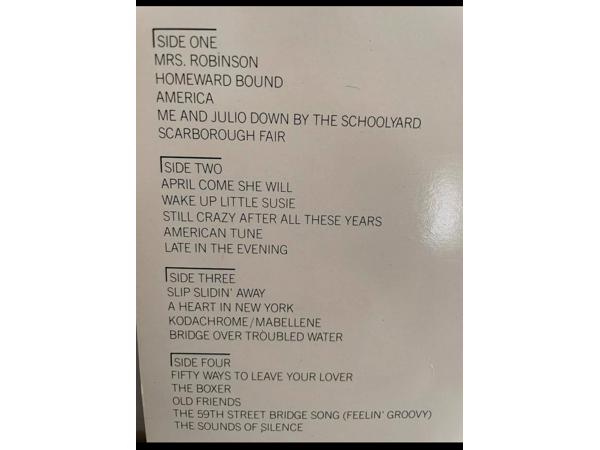 SIDE ONE
MRS. ROBINSON
HOMEWARD BOUND
AMERICA
ME AND JULIO DOWN BY THE SCHOOLYARD
SCARBOROUGH FAIR
SIDE TWO
APRIL COME SHE WILL
WAKE UP LITTLE SUSIE
STILL CRAZY AFTER ALL THESE YEARS
AMERICAN TUNE
LATE IN THE EVENING
SIDE THREE
SLIP SLIDIN' AWAY
A HEART IN NEW YORK
KODACHROME/MABELLENE
BRIDGE OVER TROUBLED WATER
SIDE FOUR
FIFTY WAYS TO LEAVE YOUR LOVER
THE BOXER
OLD FRIENDS
THE 59TH STREET BRIDGE SONG (FEELIN' GROOVY)
THE SOUNDS OF SILENCE